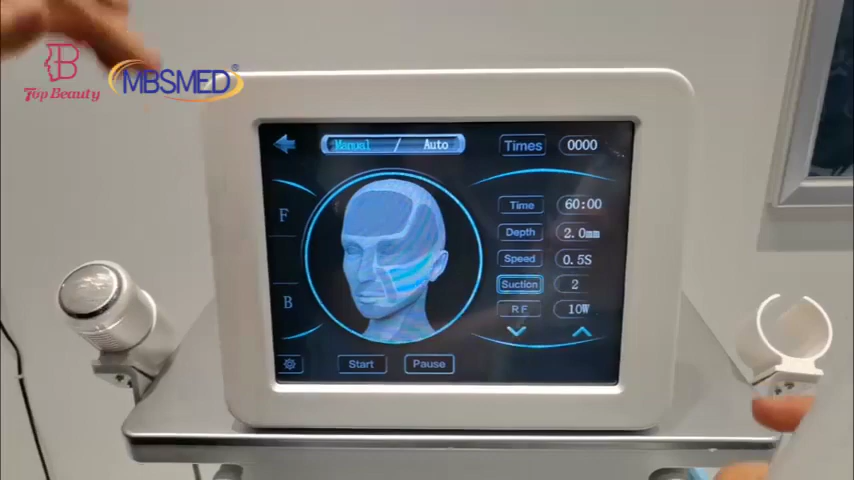 Top Beauty
MBSMED®
Manual / Auto
Times 0000
F
B
Time 60:00
Depth 2.0mm
Speed 0.5S
Suction 2
RF 10W
Start Pause